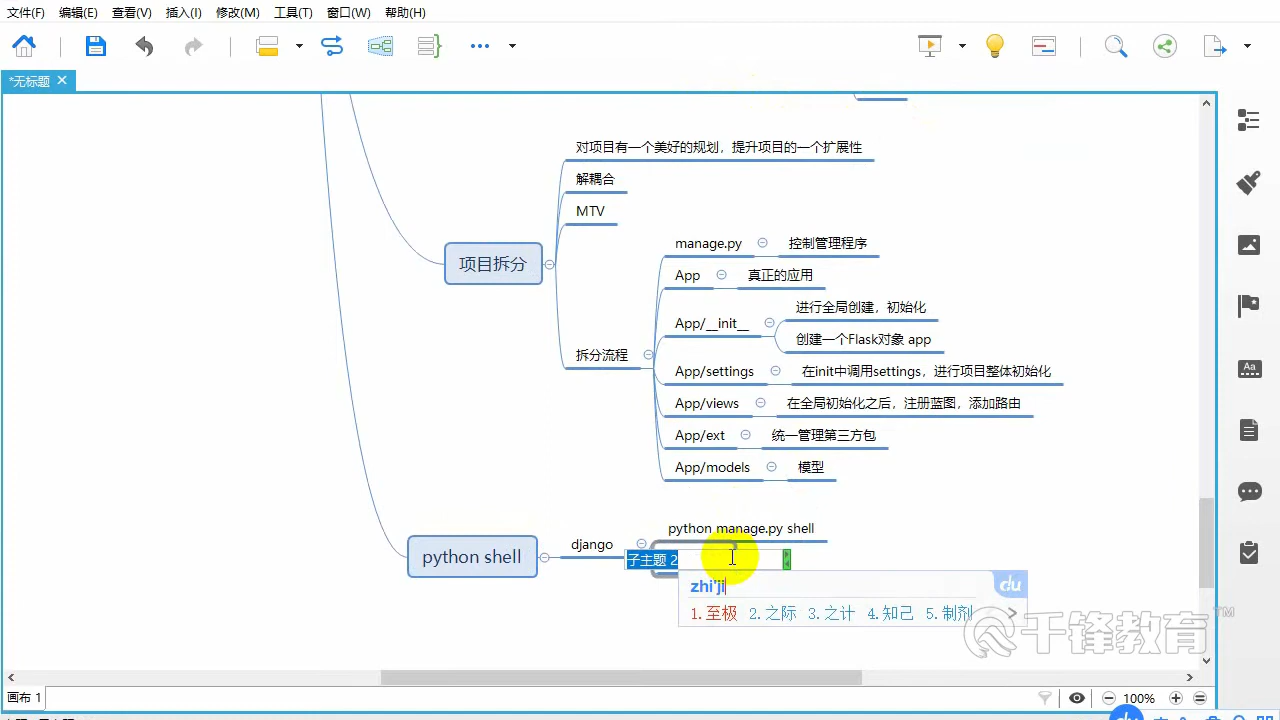 文件(F) 编辑(E) 查看(V) 插入(I) 修改(M) 工具(T) 窗口(W) 帮助(H)
*无标题
对项目有一个美好的规划，提升项目的一个扩展性
解耦合
MTV
项目拆分
拆分流程
manage.py 控制管理程序
App 真正的应用
App/__init__
进行全局创建，初始化
创建一个Flask对象 app
App/settings 在init中调用settings，进行项目整体初始化
App/views 在全局初始化之后，注册蓝图，添加路由
App/ext 统一管理第三方包
App/models 模型
python shell
django
python manage.py shell
子主题 2
zhi'ji
du
1.至极 2.之际 3.之计 4.知己 5.制剂
千锋教育 TM
画布 1
100%
du